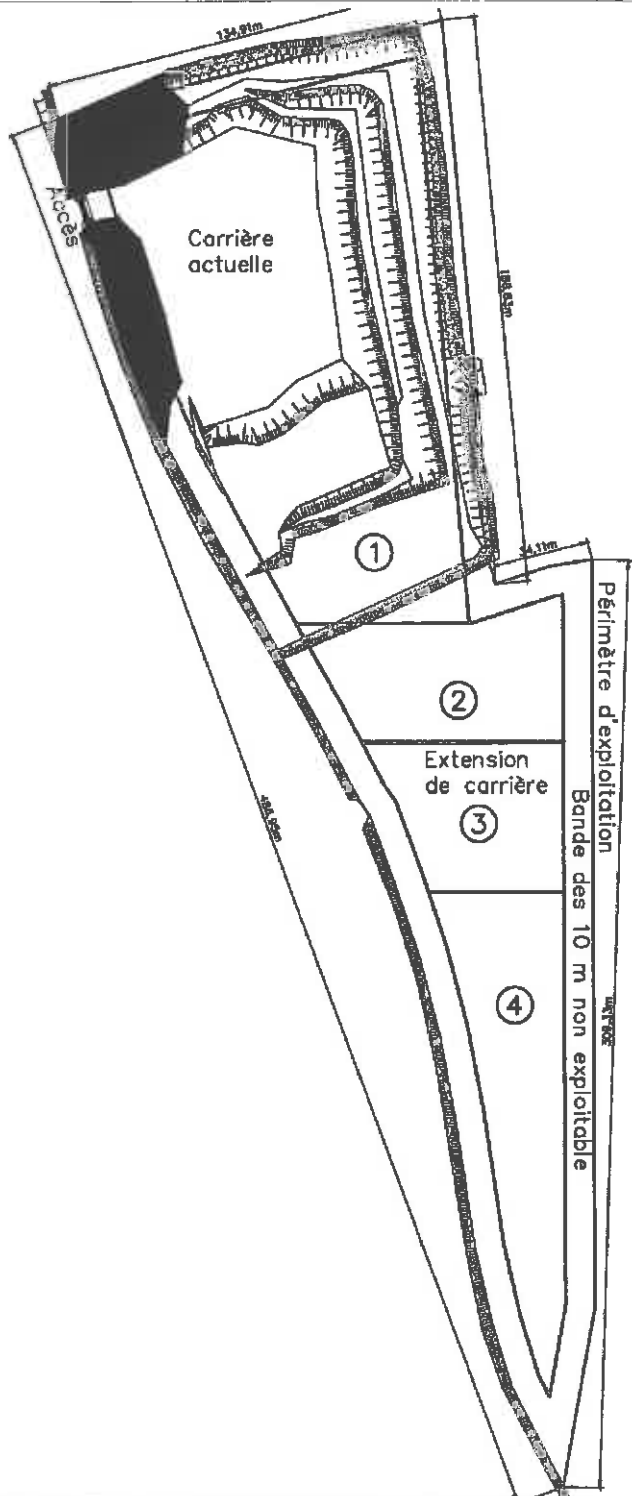 134,91m
Accès
Carrière
actuelle
188,63m
①
34,11m
Périmètre d'exploitation
②
Extension
de carrière
③
Bande des 10 m non exploitable
④